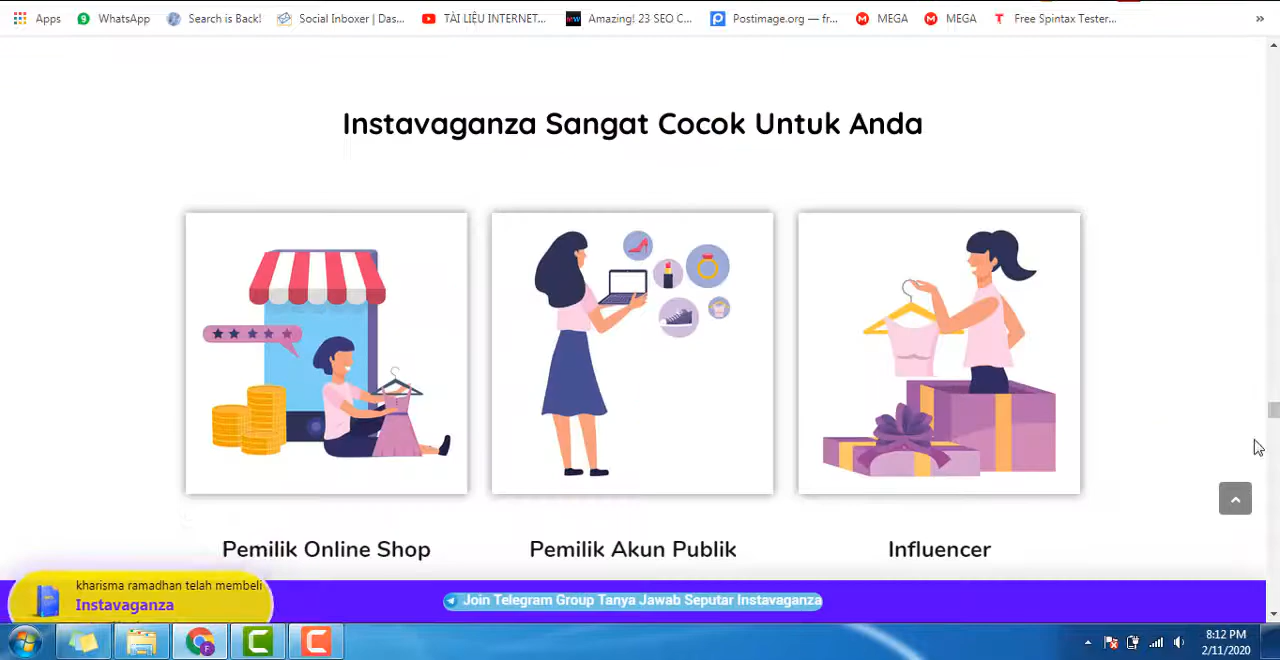 Apps
WhatsApp
Search is Back!
Social Inboxer | Das...
TÀI LIỆU INTERNET...
Amazing! 23 SEO C...
Postimage.org — fr...
MEGA
MEGA
Free Spintax Tester...
»
Instavaganza Sangat Cocok Untuk Anda
Pemilik Online Shop
Pemilik Akun Publik
Influencer
kharisma ramadhan telah membeli
Instavaganza
Join Telegram Group Tanya Jawab Seputar Instavaganza
8:12 PM
2/11/2020